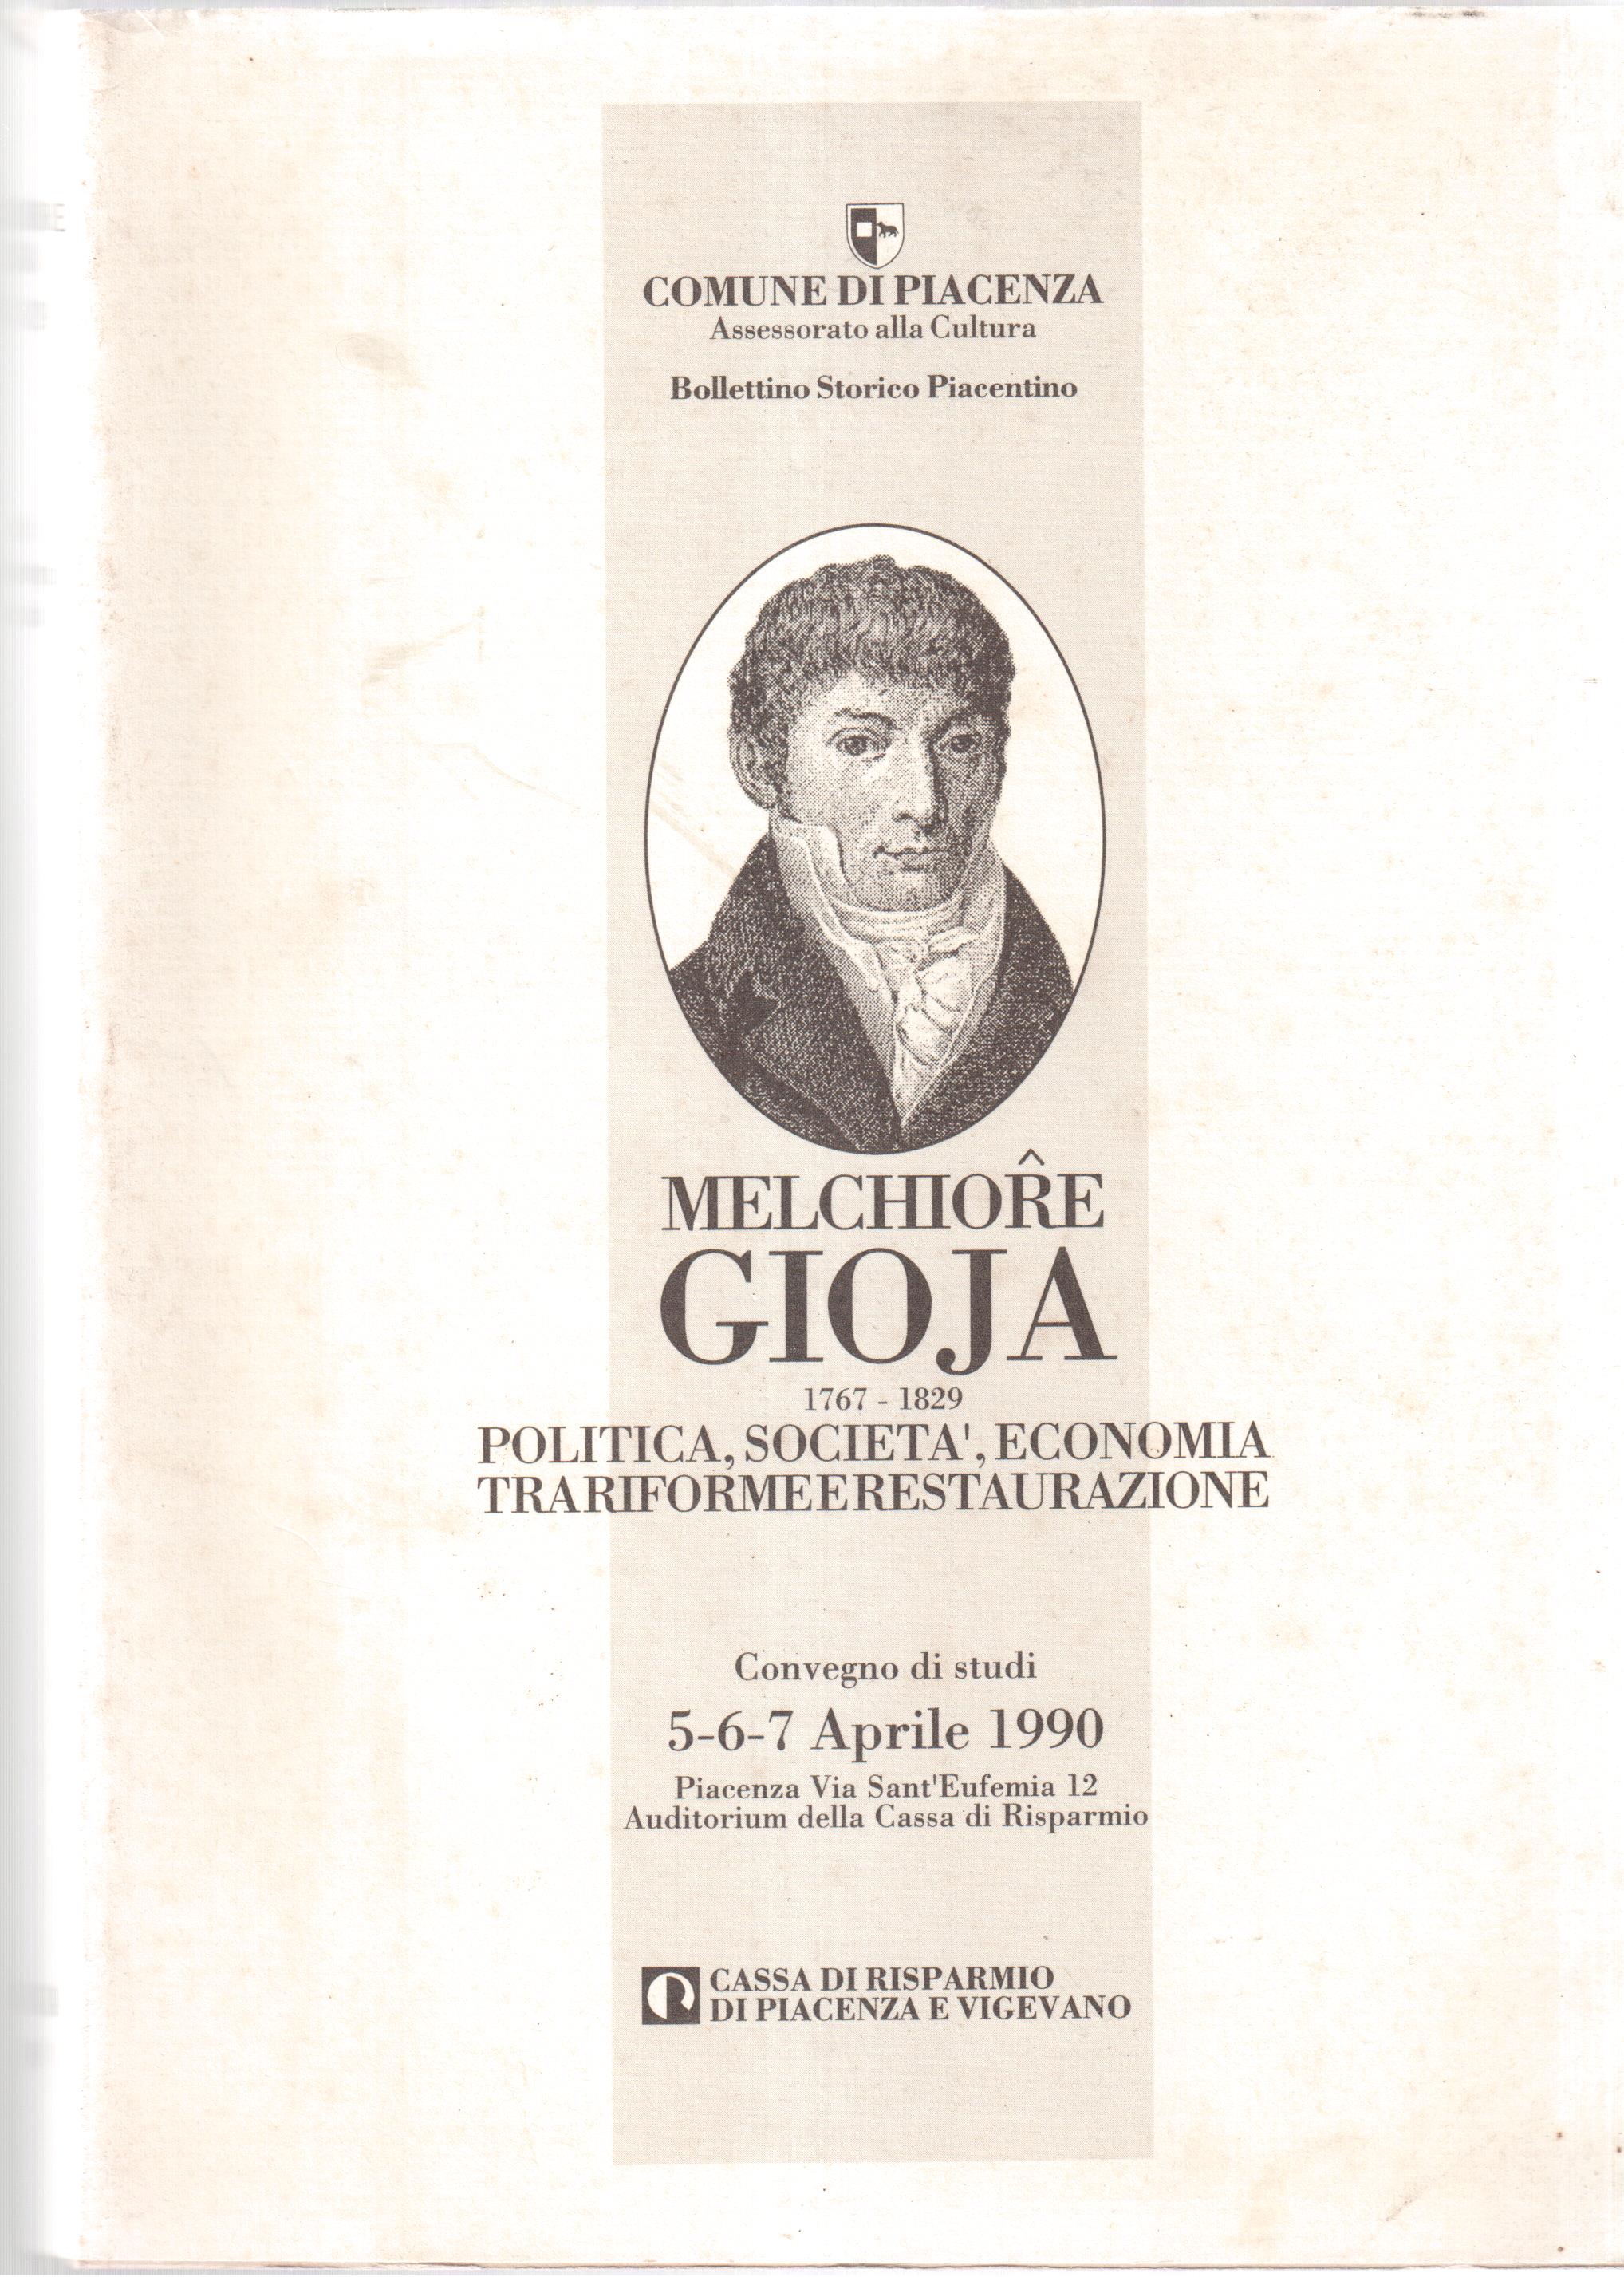 COMUNE DI PIACENZA
Assessorato alla Cultura
Bollettino Storico Piacentino
MELCHIOR̂E
GIOJA
1767 - 1829
POLITICA, SOCIETA', ECONOMIA
TRA RIFORME E RESTAURAZIONE
Convegno di studi
5-6-7 Aprile 1990
Piacenza Via Sant'Eufemia 12
Auditorium della Cassa di Risparmio
CASSA DI RISPARMIO
DI PIACENZA E VIGEVANO